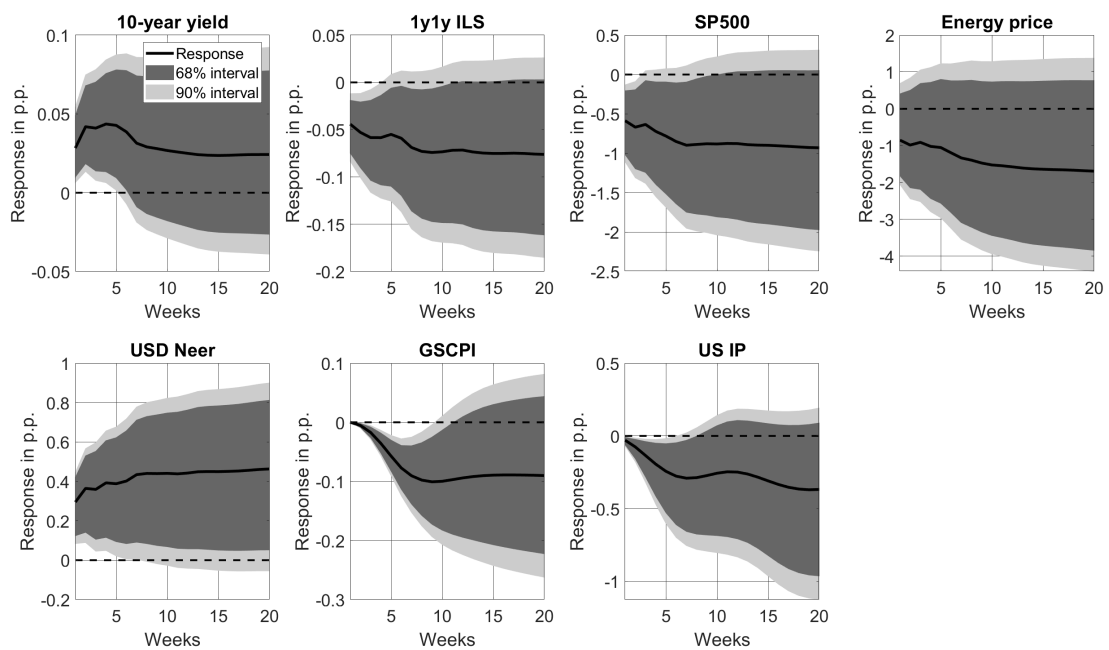 10-year yield
Response in p.p.
0.1
0.05
0
-0.05
5
10
15
20
Weeks
Response
68% interval
90% interval
1y1y ILS
Response in p.p.
0.05
0
-0.05
-0.1
-0.15
-0.2
5
10
15
20
Weeks
SP500
Response in p.p.
0.5
0
-0.5
-1
-1.5
-2
-2.5
5
10
15
20
Weeks
Energy price
Response in p.p.
2
1
0
-1
-2
-3
-4
5
10
15
20
Weeks
USD Neer
Response in p.p.
1
0.8
0.6
0.4
0.2
0
-0.2
5
10
15
20
Weeks
GSCPI
Response in p.p.
0.1
0
-0.1
-0.2
-0.3
5
10
15
20
Weeks
US IP
Response in p.p.
0.5
0
-0.5
-1
5
10
15
20
Weeks